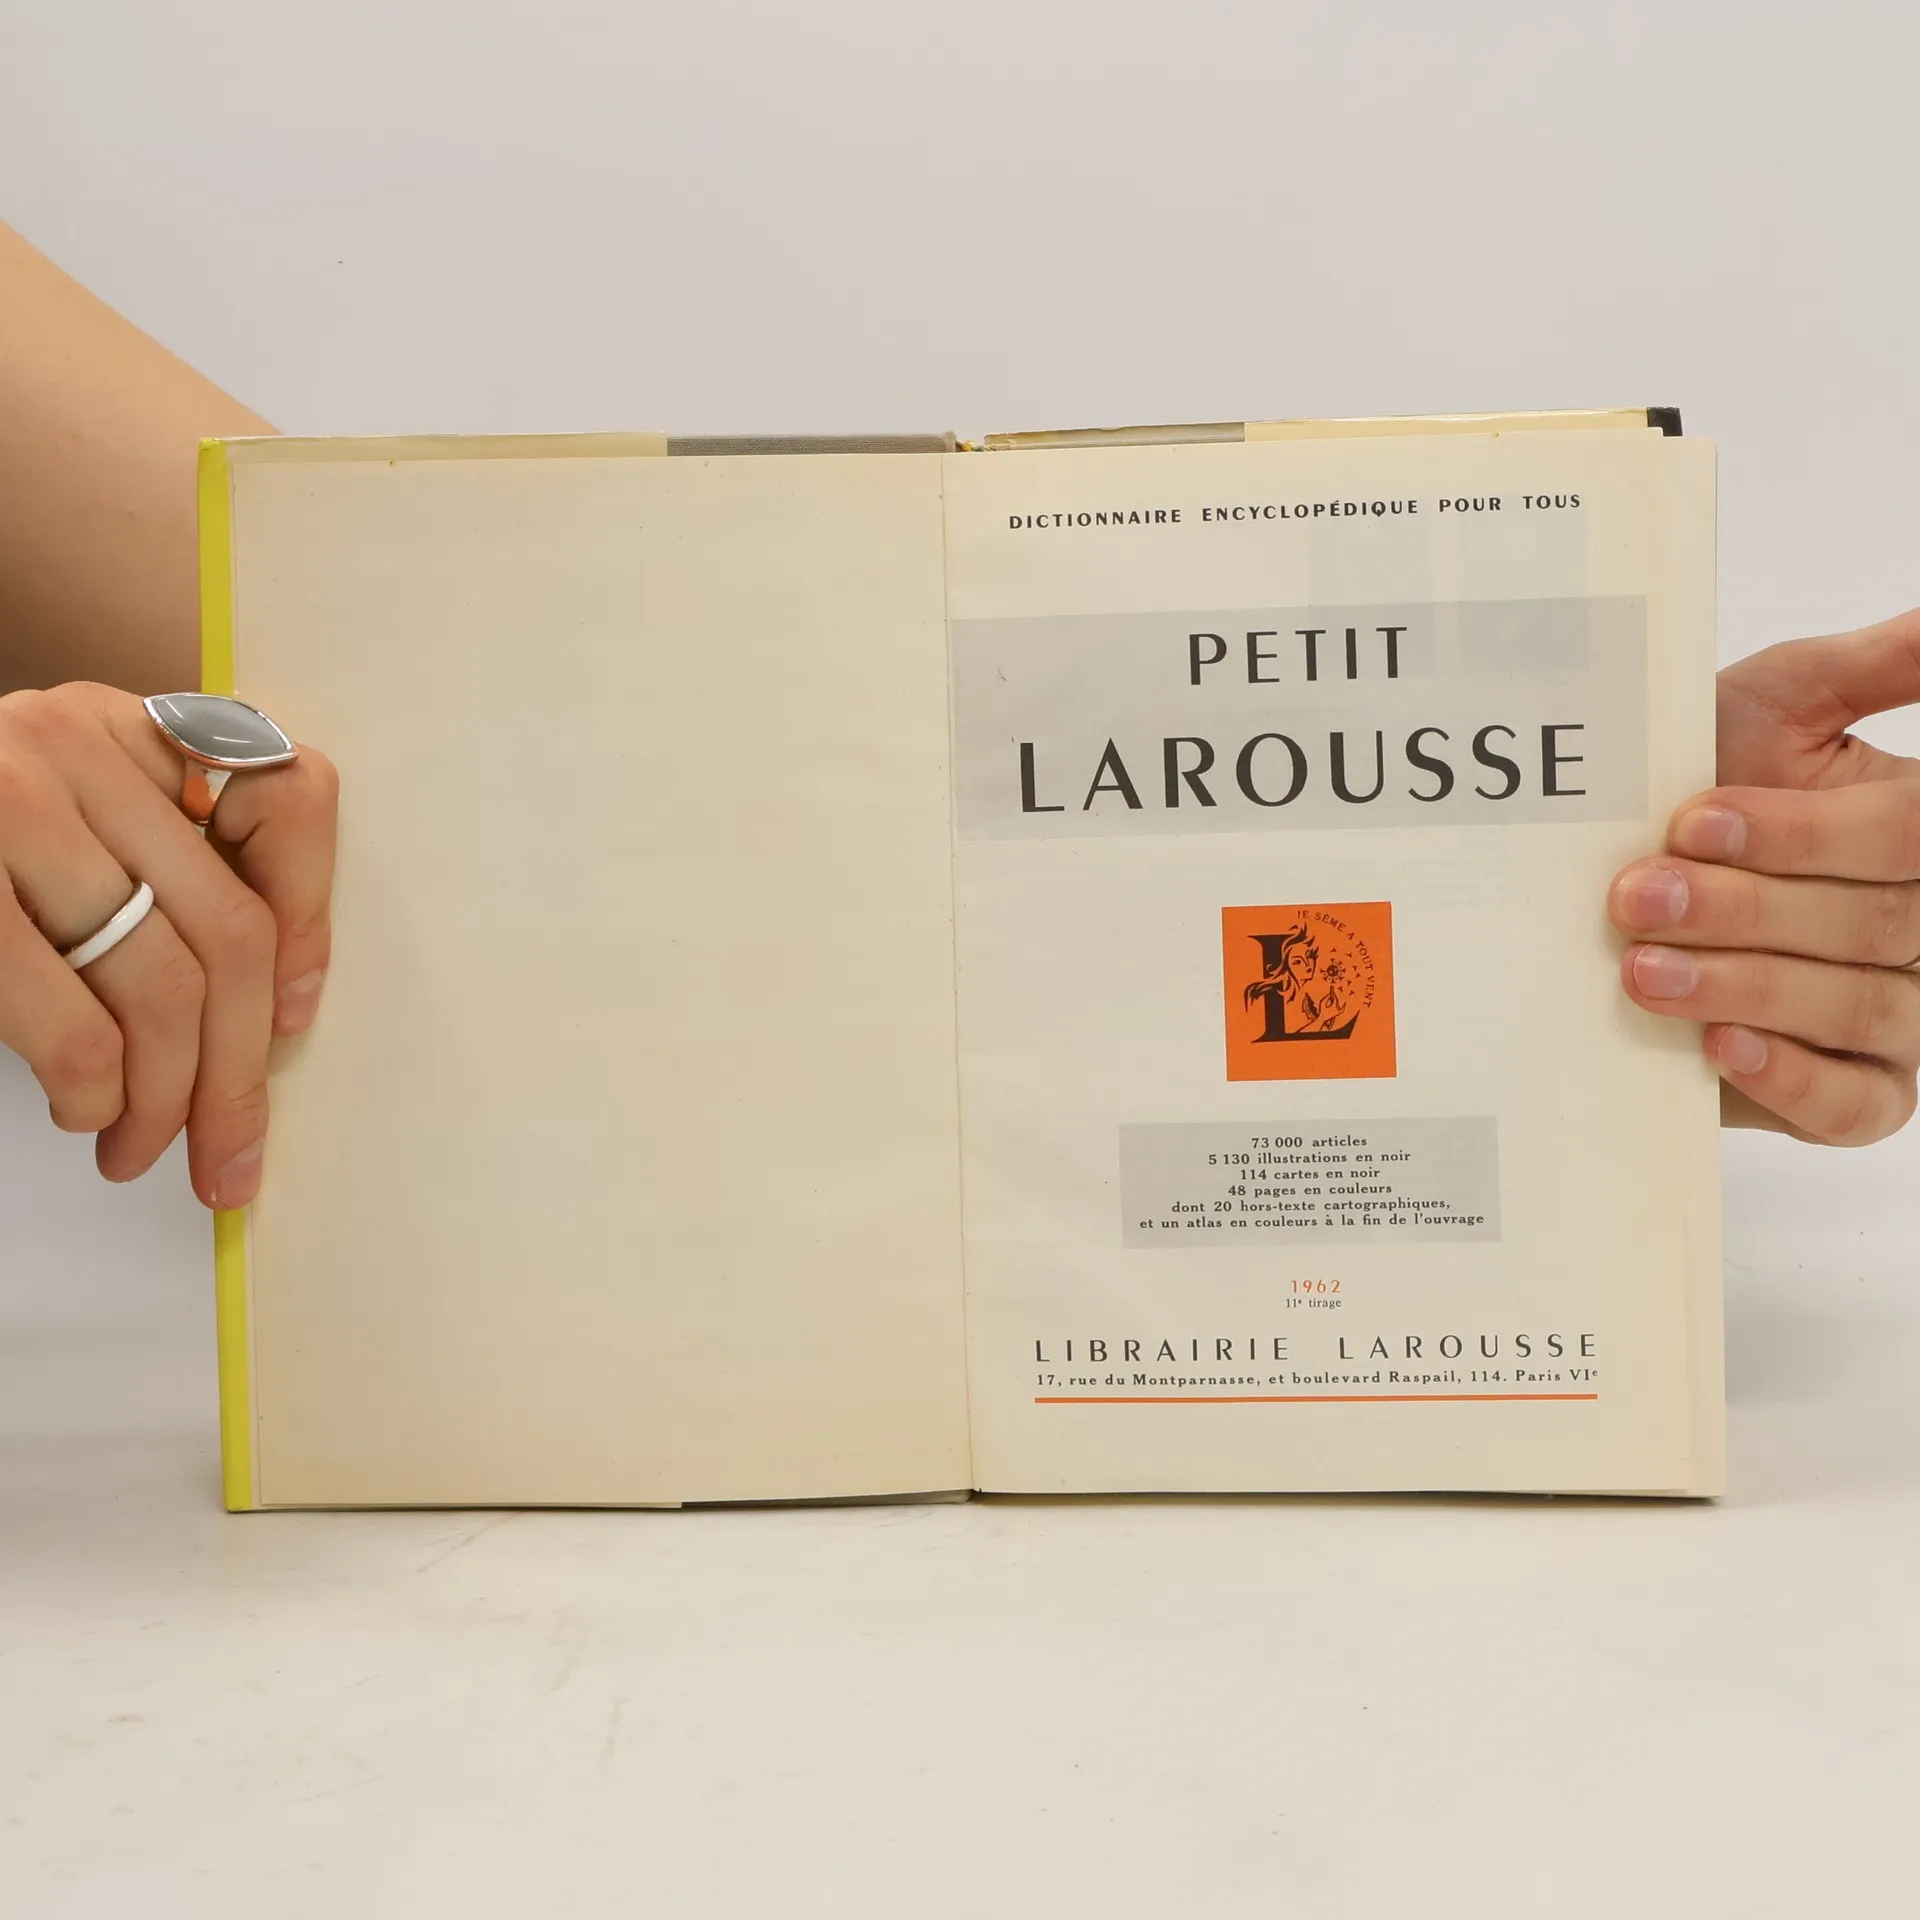 DICTIONNAIRE ENCYCLOPÉDIQUE POUR TOUS
PETIT
LAROUSSE
JE SÈME A TOUT VENT
L
73 000 articles
5 130 illustrations en noir
114 cartes en noir
48 pages en couleurs
dont 20 hors-texte cartographiques,
et un atlas en couleurs à la fin de l'ouvrage
1962
11e tirage
LIBRAIRIE LAROUSSE
17, rue du Montparnasse, et boulevard Raspail, 114. Paris VIe